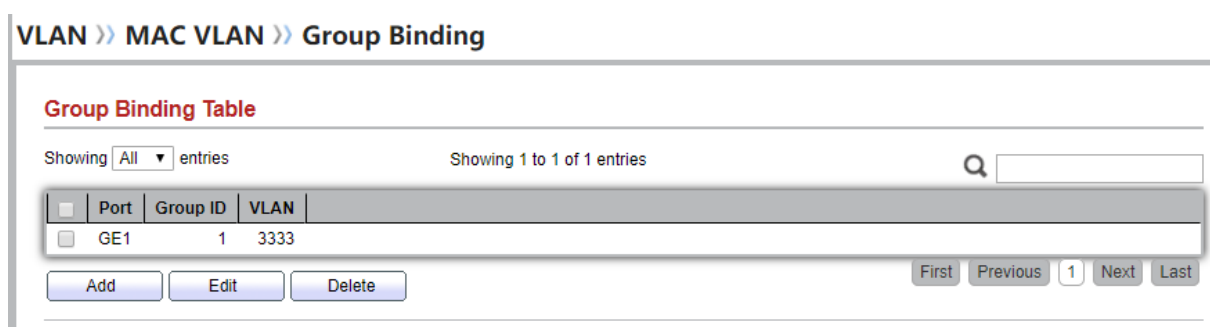 VLAN 》 MAC VLAN 》 Group Binding
Group Binding Table
Showing All ▼ entries Showing 1 to 1 of 1 entries
Port Group ID VLAN
GE1 1 3333
Add Edit Delete First Previous 1 Next Last